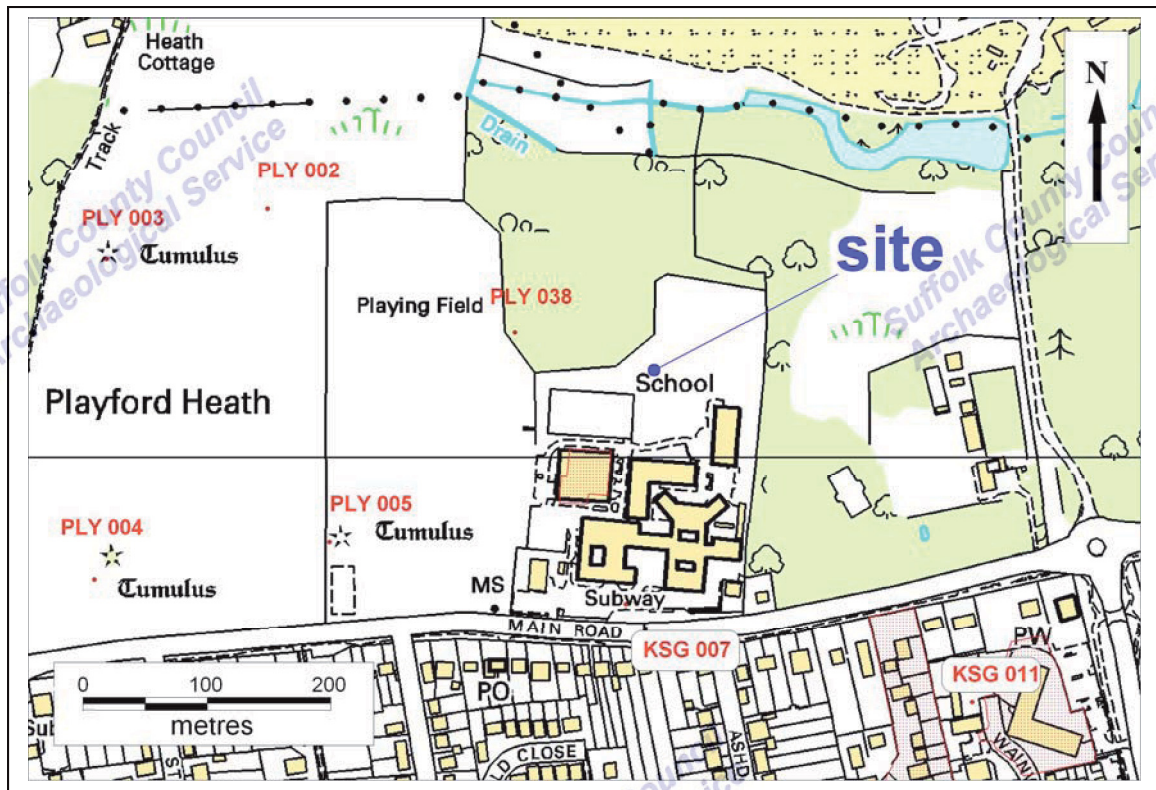 Heath
Cottage
N
Track
Drain
PLY 002
PLY 003
Tumulus
site
PLY 038
Playing Field
School
Playford Heath
PLY 005
PLY 004
Tumulus
Tumulus
MS
Subway
MAIN ROAD
KSG 007
PW
KSG 011
PO
0 100 200
metres
CLOSE
ASHD
Suffolk County Council
Archaeological Service